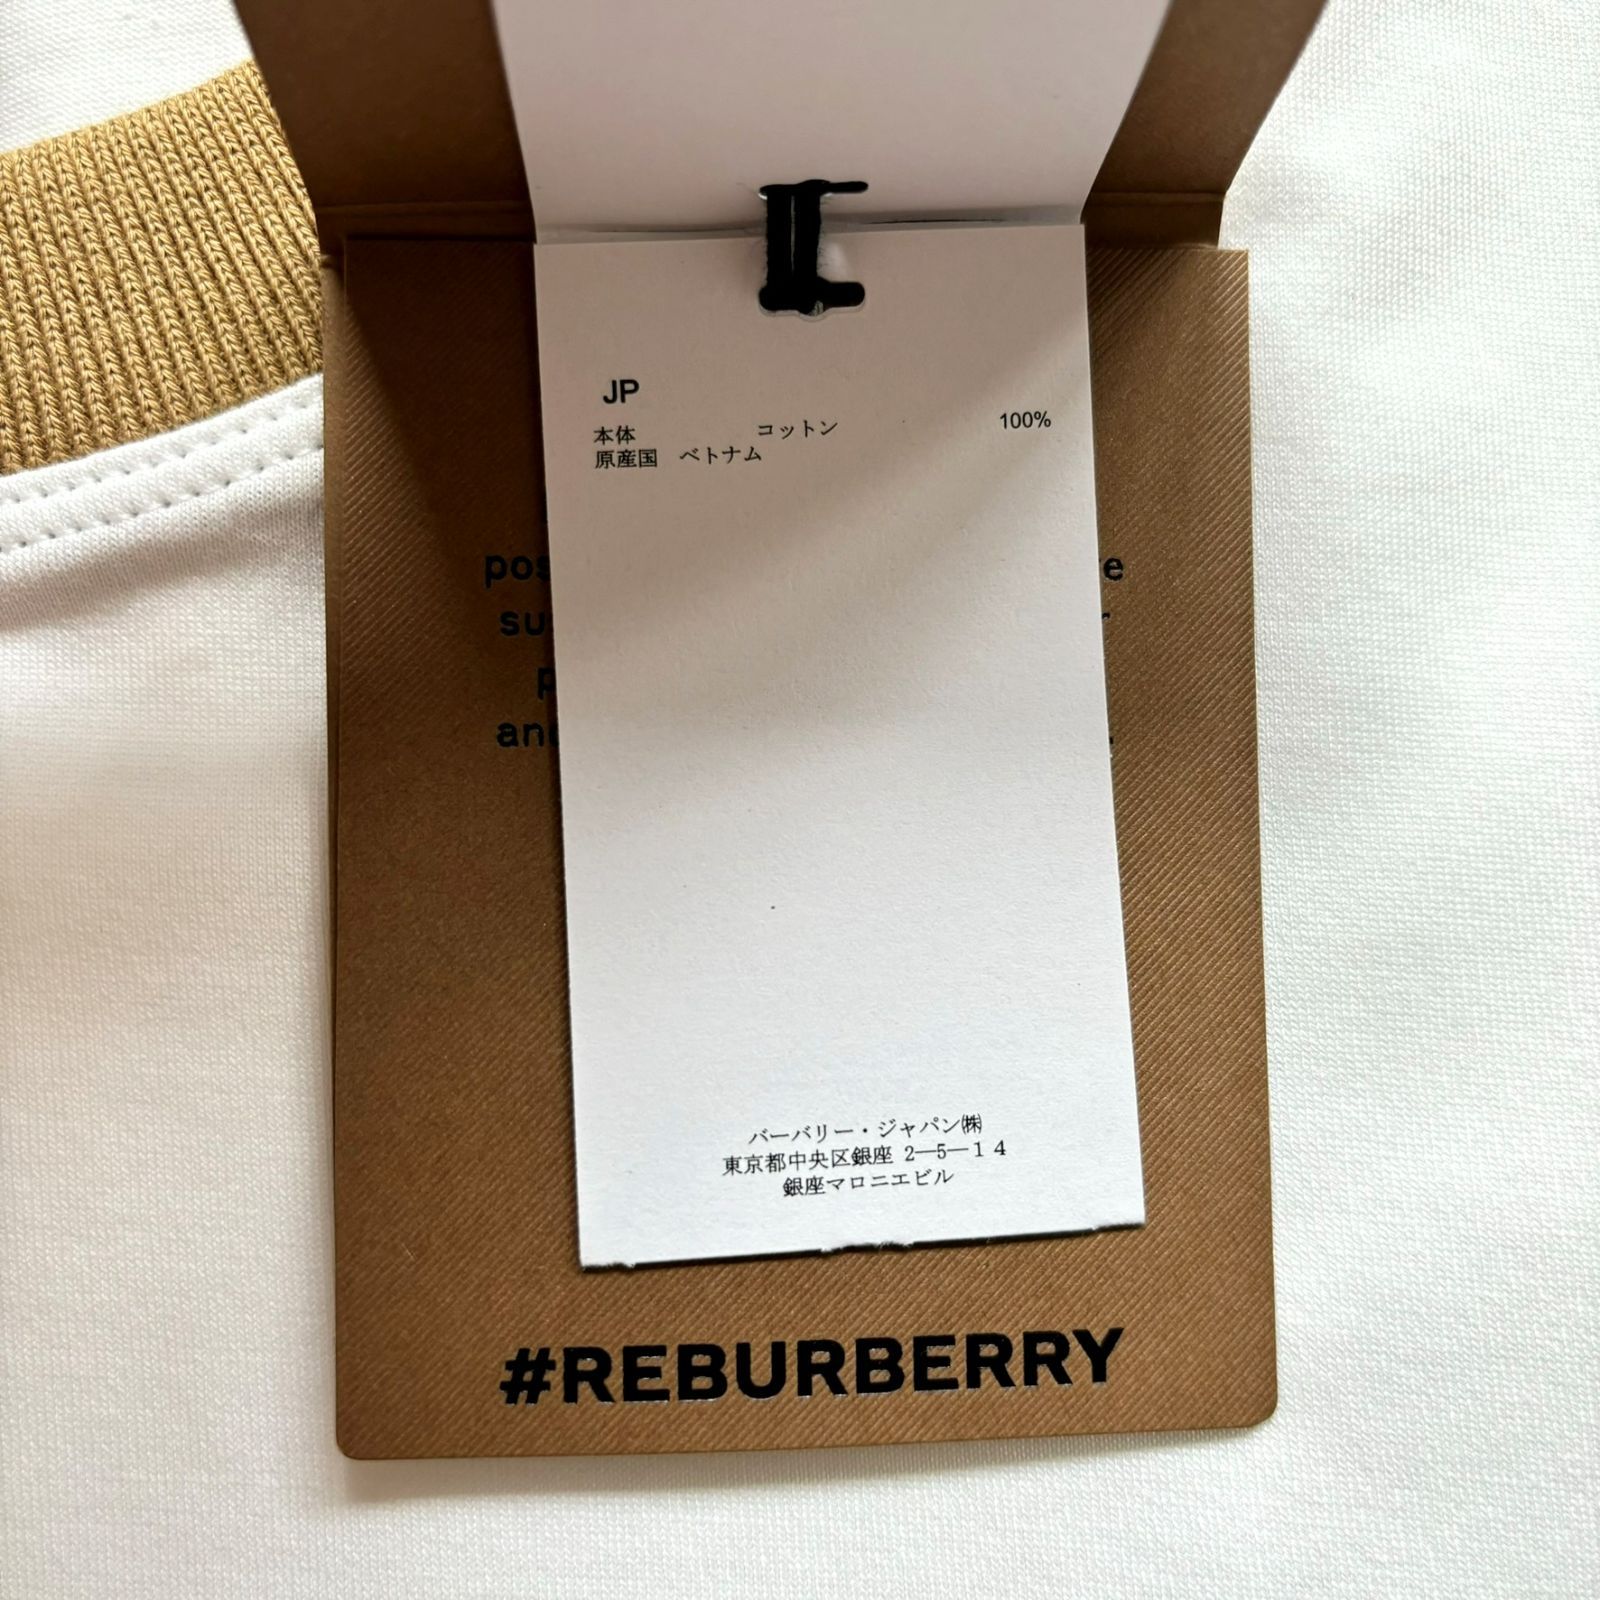 JP
本体 コットン 100%
原産国 ベトナム
バーバリー・ジャパン㈱
東京都中央区銀座 2―5―14
銀座マロニエビル
#REBURBERRY